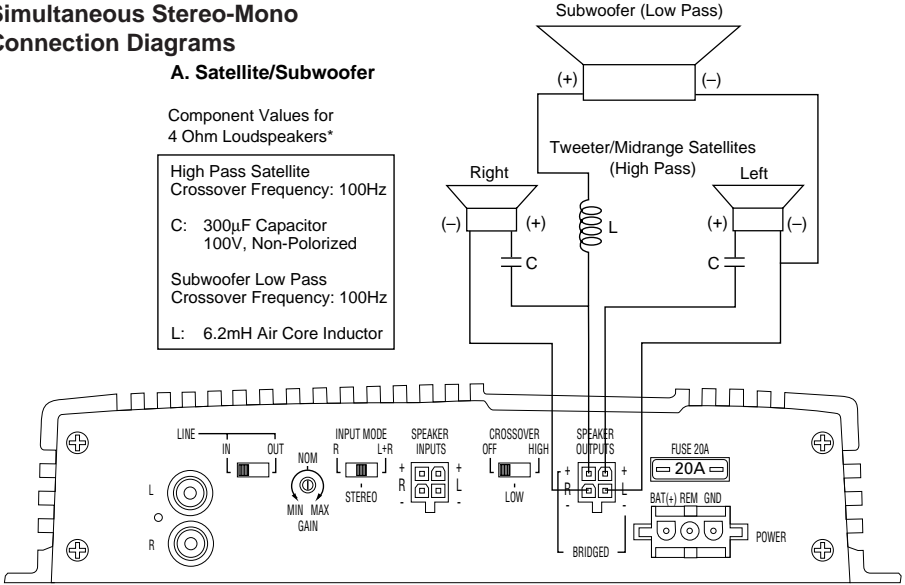 Simultaneous Stereo-Mono
Connection Diagrams
A. Satellite/Subwoofer
Component Values for
4 Ohm Loudspeakers*
High Pass Satellite
Crossover Frequency: 100Hz
C: 300µF Capacitor
100V, Non-Polorized
Subwoofer Low Pass
Crossover Frequency: 100Hz
L: 6.2mH Air Core Inductor
Subwoofer (Low Pass)
(+) (–)
Tweeter/Midrange Satellites
(High Pass)
Right
Left
(–) (+)
L
(+) (–)
C
C
LINE
IN OUT
L
R
NOM
MIN MAX
GAIN
INPUT MODE
R L+R
STEREO
SPEAKER
INPUTS
+ +
R L
- -
CROSSOVER
OFF HIGH
LOW
SPEAKER
OUTPUTS
+ +
R L
- -
BRIDGED
FUSE 20A
20A
BAT(+) REM GND
POWER